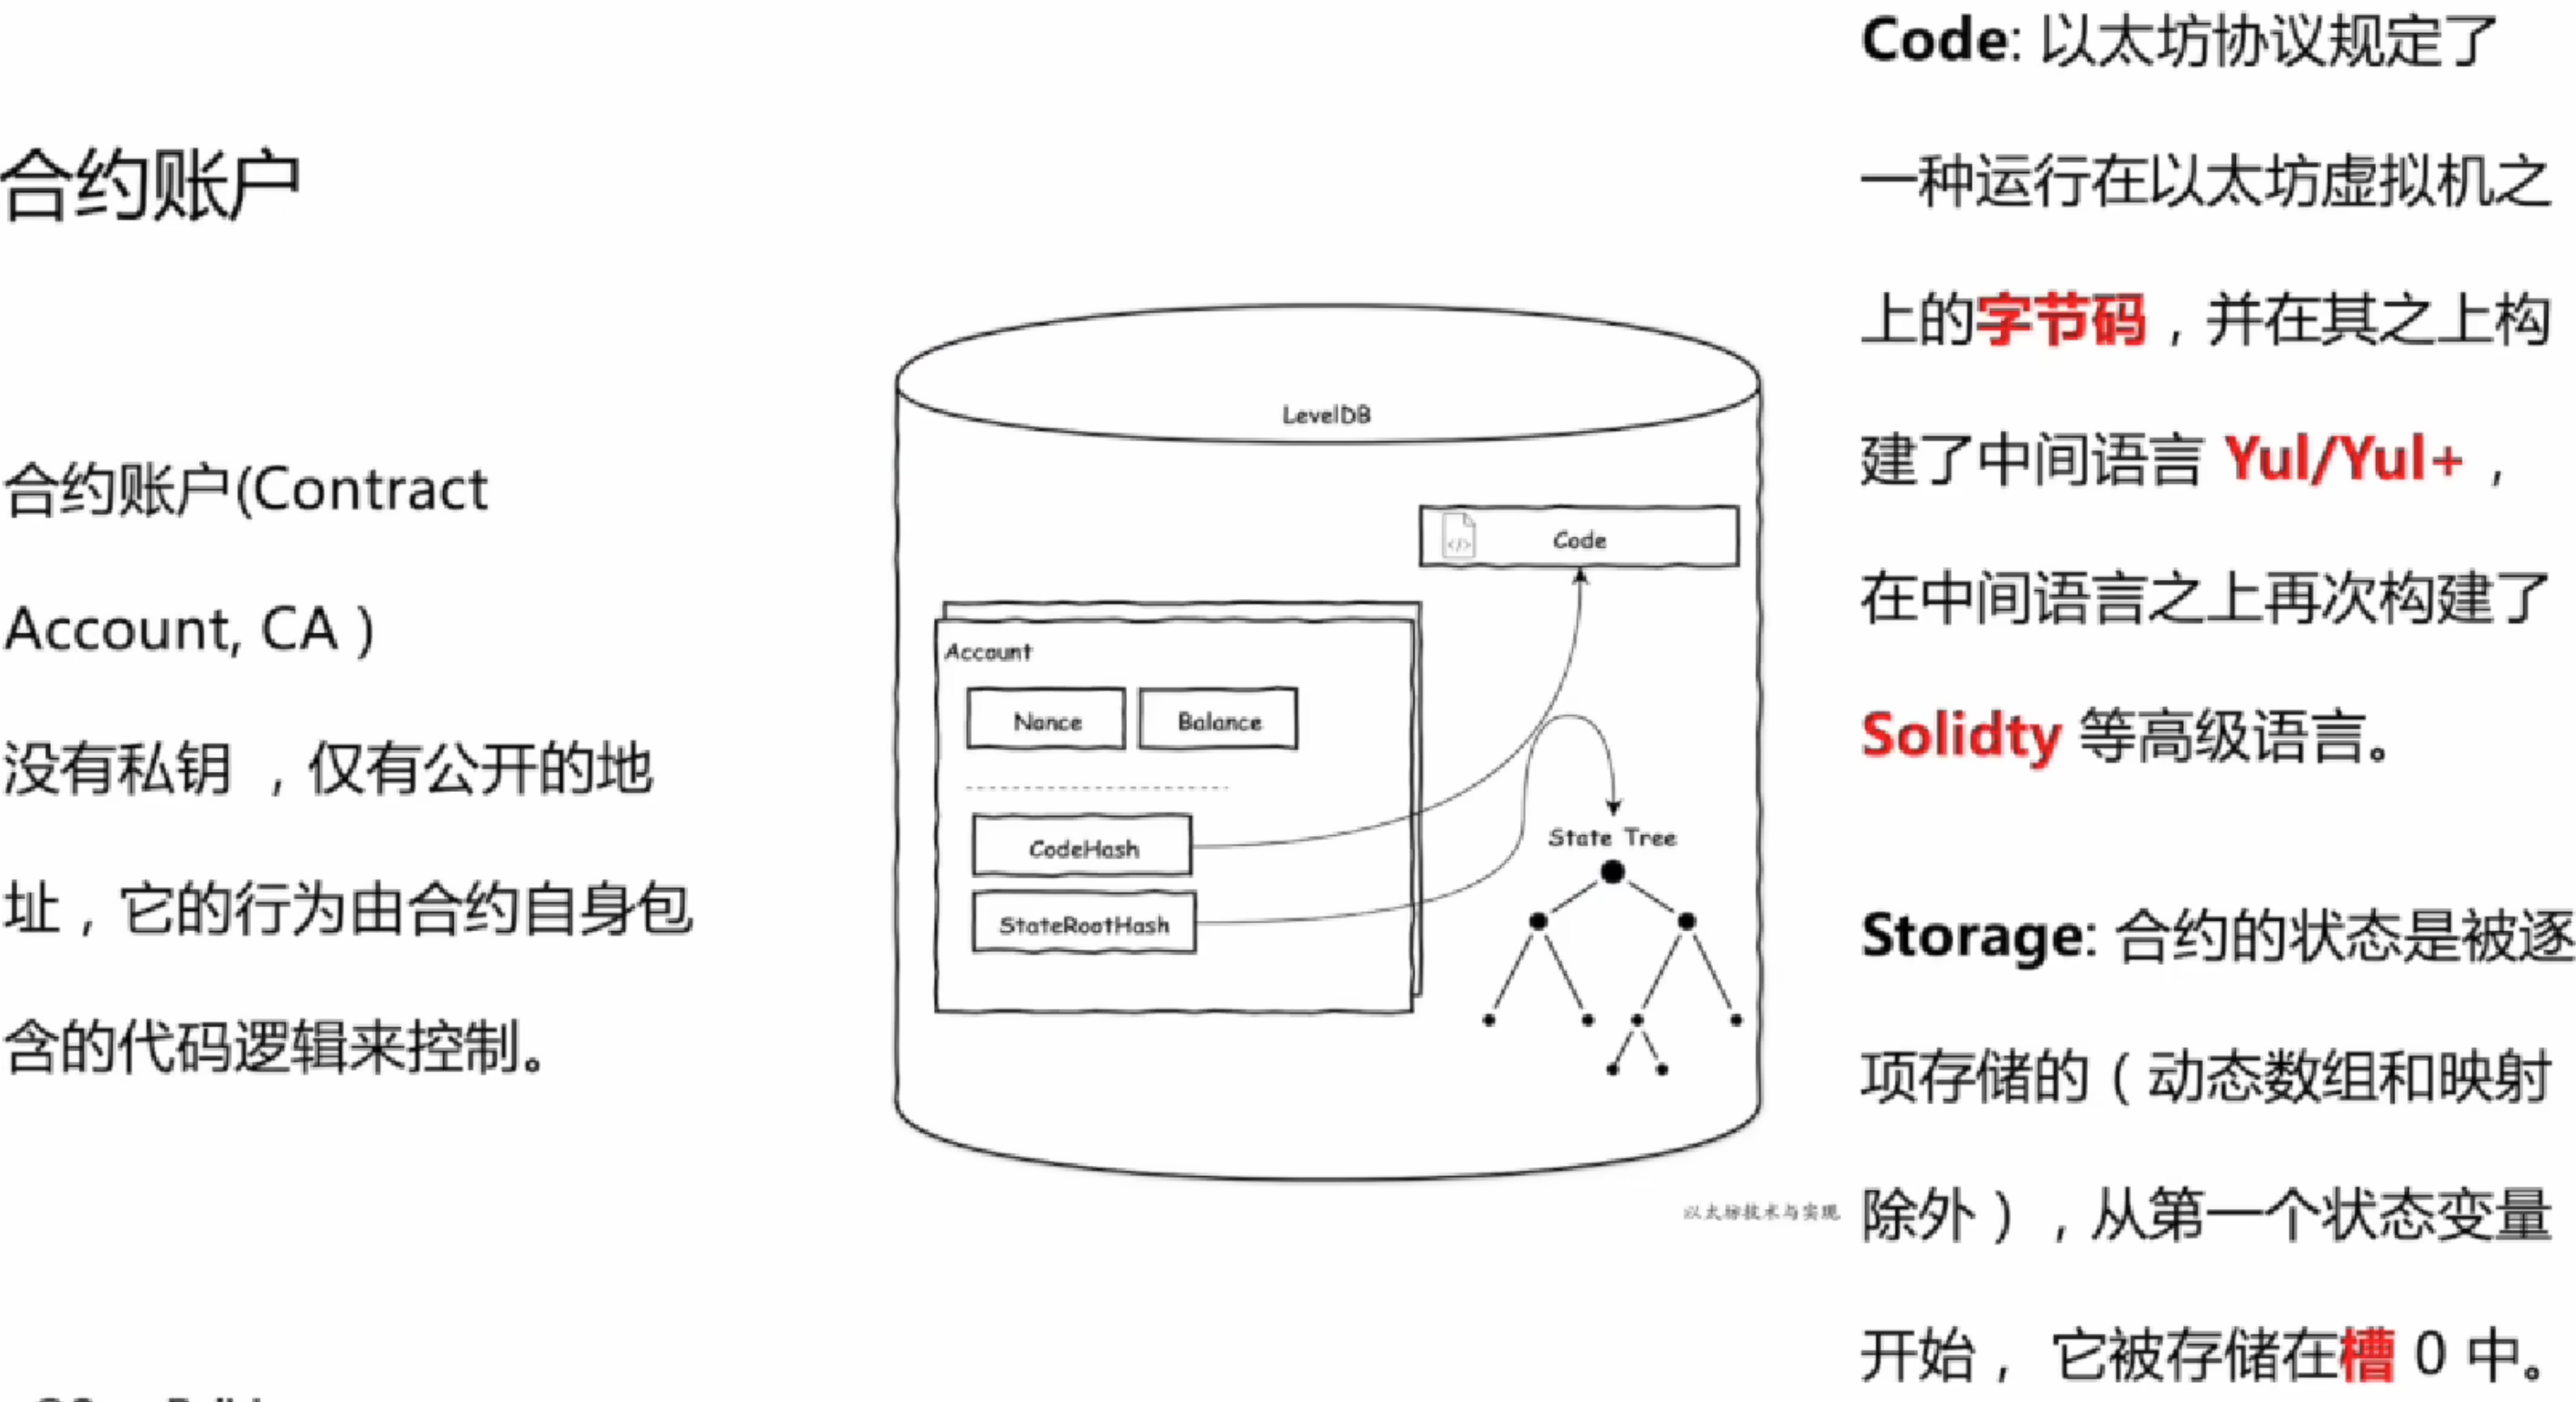 合约账户
合约账户(Contract
Account, CA )
没有私钥 ，仅有公开的地
址，它的行为由合约自身包
含的代码逻辑来控制。
LevelDB
Code
Account
Nance
Balance
CodeHash
StateRootHash
State Tree
以太坊技术与实现
Code: 以太坊协议规定了
一种运行在以太坊虚拟机之
上的字节码，并在其之上构
建了中间语言 Yul/Yul+，
在中间语言之上再次构建了
Solidty 等高级语言。
Storage: 合约的状态是被逐
项存储的（动态数组和映射
除外），从第一个状态变量
开始， 它被存储在槽 0 中。